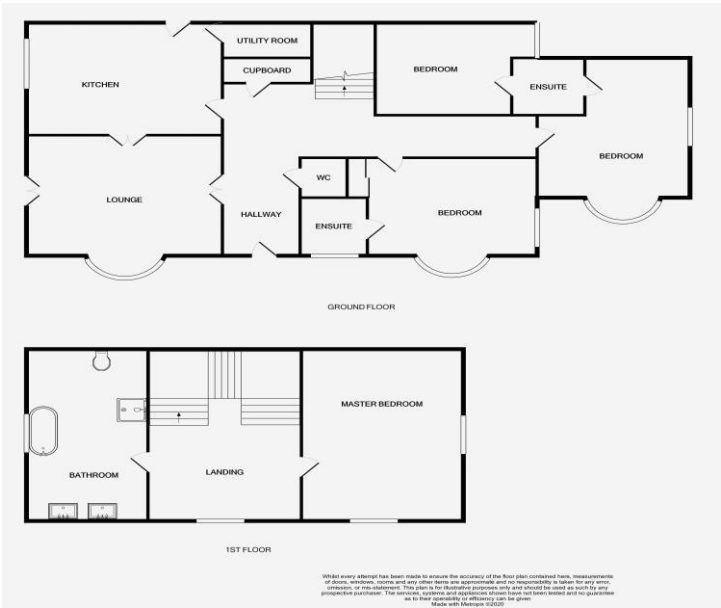 UTILITY ROOM
BEDROOM
CUPBOARD
KITCHEN
ENSUITE
BEDROOM
WC
LOUNGE
HALLWAY
ENSUITE
BEDROOM
GROUND FLOOR
MASTER BEDROOM
BATHROOM
LANDING
1ST FLOOR
Whilst every attempt has been made to ensure the accuracy of the floor plan contained here, measurements
of doors, windows, rooms and any other items are approximate and no responsibility is taken for any error,
omission, or mis-statement. This plan is for illustrative purposes only and should be used as such by any
prospective purchaser. The services, systems and appliances shown have not been tested and no guarantee
as to their operability or efficiency can be given
Made with Metropix ©2020